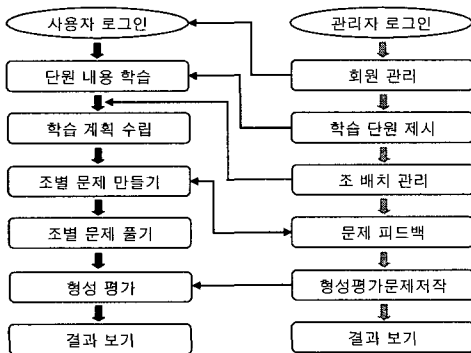 사용자 로그인
관리자 로그인
단원 내용 학습
회원 관리
학습 계획 수립
학습 단원 제시
조별 문제 만들기
조 배치 관리
조별 문제 풀기
문제 피드백
형성 평가
형성평가문제저작
결과 보기
결과 보기